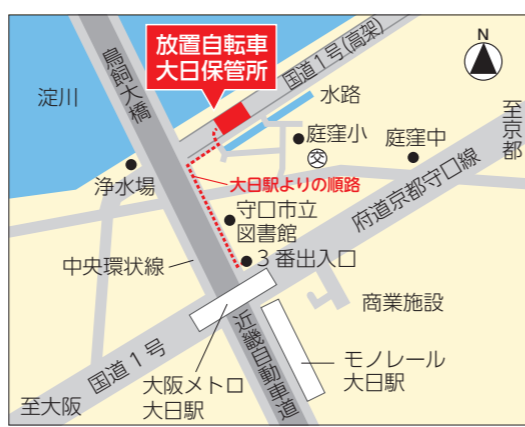 放置自転車
大日保管所
国道1号(高架)
N
鳥飼大橋
淀川
水路
至京都
庭窪小
庭窪中
交
浄水場
大日駅よりの順路
府道京都守口線
守口市立
図書館
3番出入口
中央環状線
商業施設
国道1号
近畿自動車道
大阪メトロ
大日駅
モノレール
大日駅
至大阪